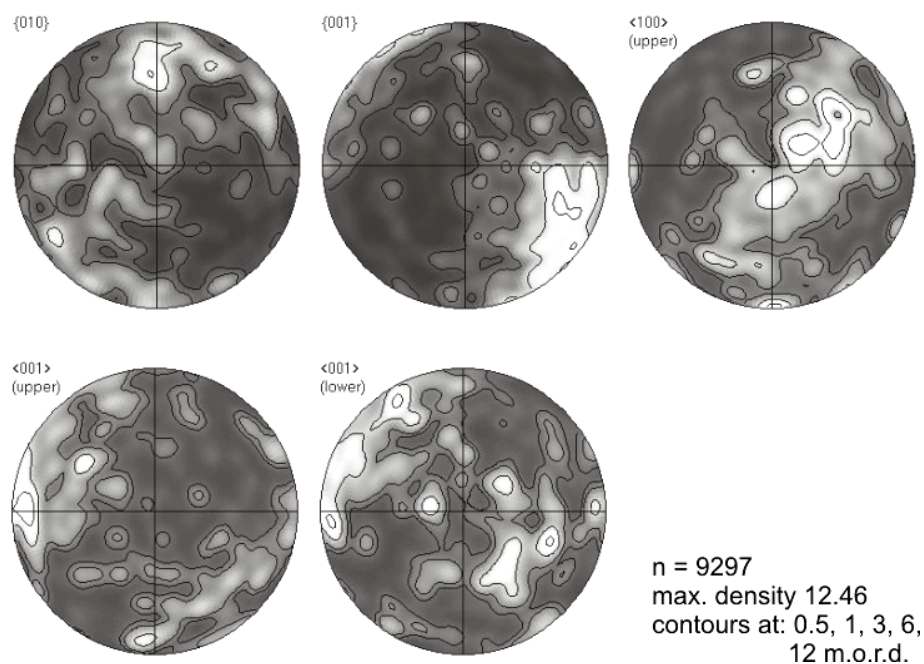 {010}
{001}
<100>
(upper)
<001>
(upper)
<001>
(lower)
n = 9297
max. density 12.46
contours at: 0.5, 1, 3, 6,
12 m.o.r.d.